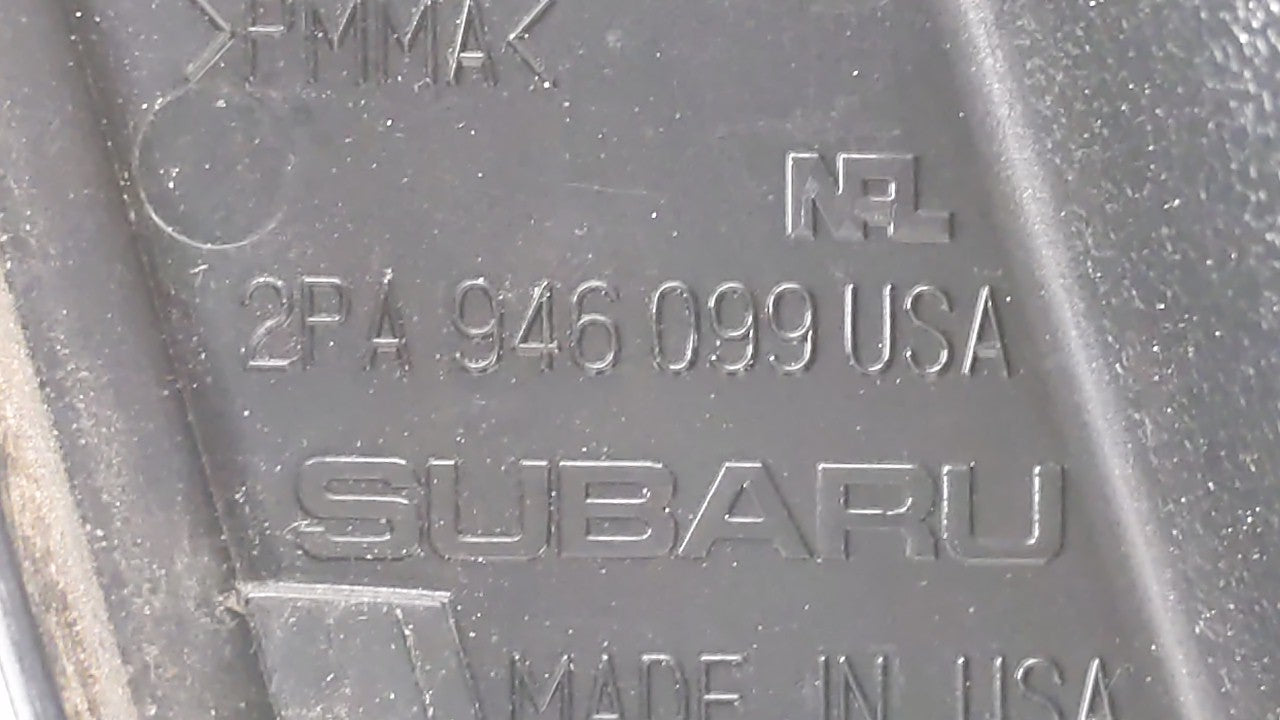 >PMMA<
NAL
2PA 946 099 USA
SUBARU
MADE IN USA